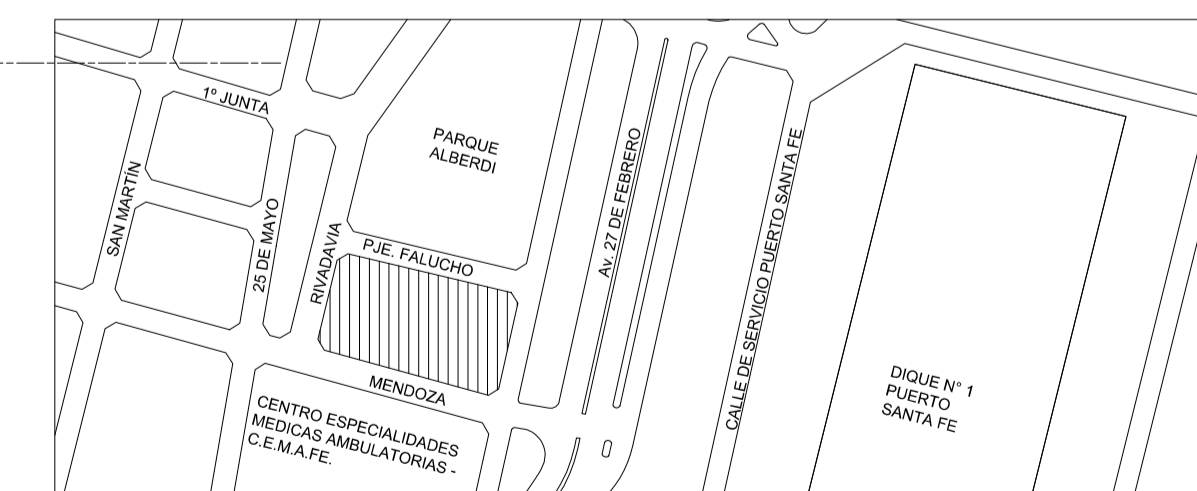 1º JUNTA
PARQUE
ALBERDI
SAN MARTÍN
25 DE MAYO
RIVADAVIA
PJE. FALUCHO
Av. 27 DE FEBRERO
CALLE DE SERVICIO PUERTO SANTA FE
MENDOZA
DIQUE N° 1
PUERTO
SANTA FE
CENTRO ESPECIALIDADES
MEDICAS AMBULATORIAS -
C.E.M.A.FE.